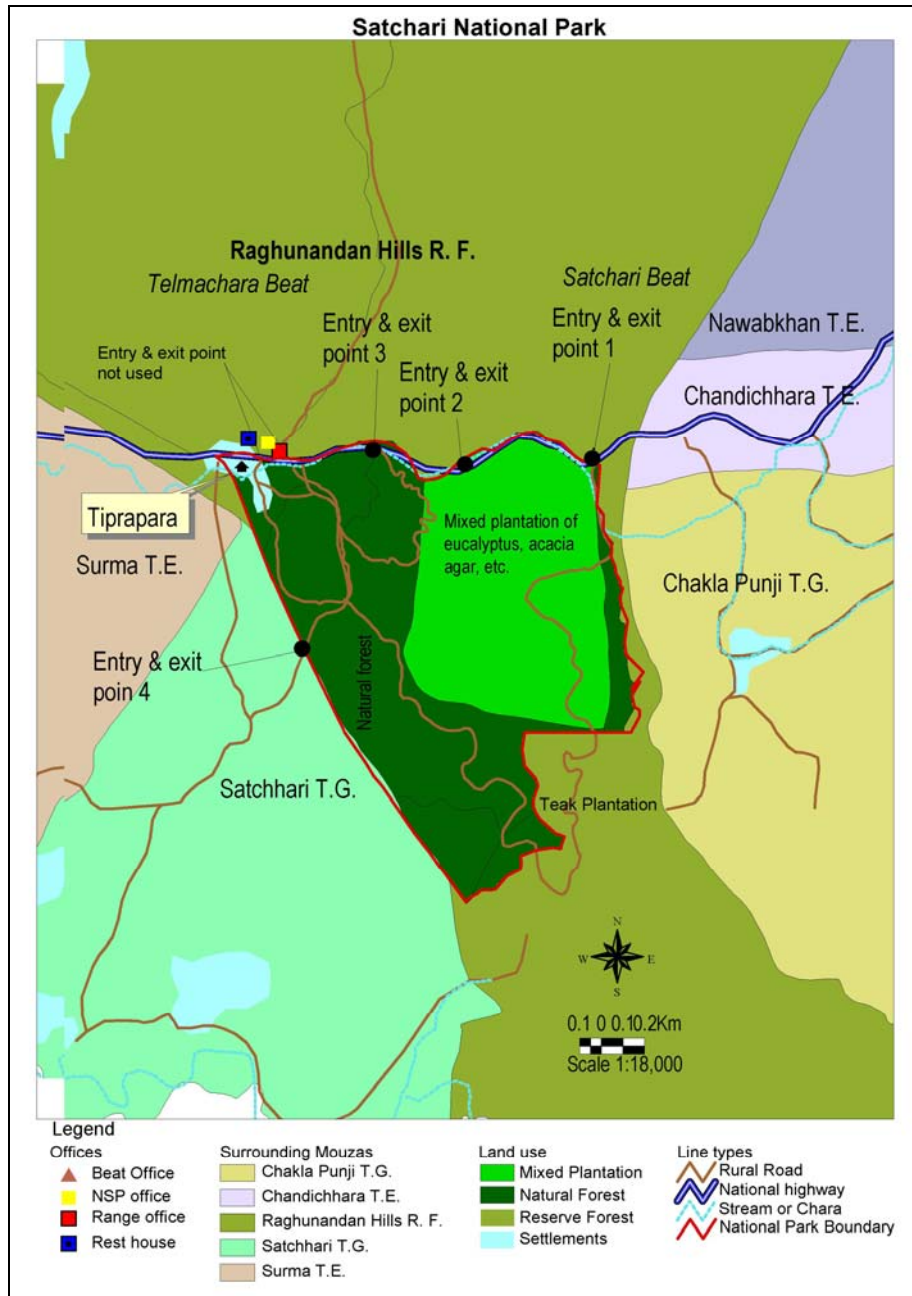 Satchari National Park
Raghunandan Hills R. F.
Telmachara Beat
Satchari Beat
Entry & exit
point 3
Entry & exit
point 1
Nawabkhan T.E.
Entry & exit point
not used
Entry & exit
point 2
Chandichhara T.E.
Tiprapara
Mixed plantation of
eucalyptus, acacia
agar, etc.
Surma T.E.
Chakla Punji T.G.
Entry & exit
poin 4
Natural forest
Satchhari T.G.
Teak Plantation
N
W
E
S
0.1 0 0.10.2Km
Scale 1:18,000
Legend
Offices
Beat Office
NSP office
Range office
Rest house
Surrounding Mouzas
Chakla Punji T.G.
Chandichhara T.E.
Raghunandan Hills R. F.
Satchhari T.G.
Surma T.E.
Land use
Mixed Plantation
Natural Forest
Reserve Forest
Settlements
Line types
Rural Road
National highway
Stream or Chara
National Park Boundary